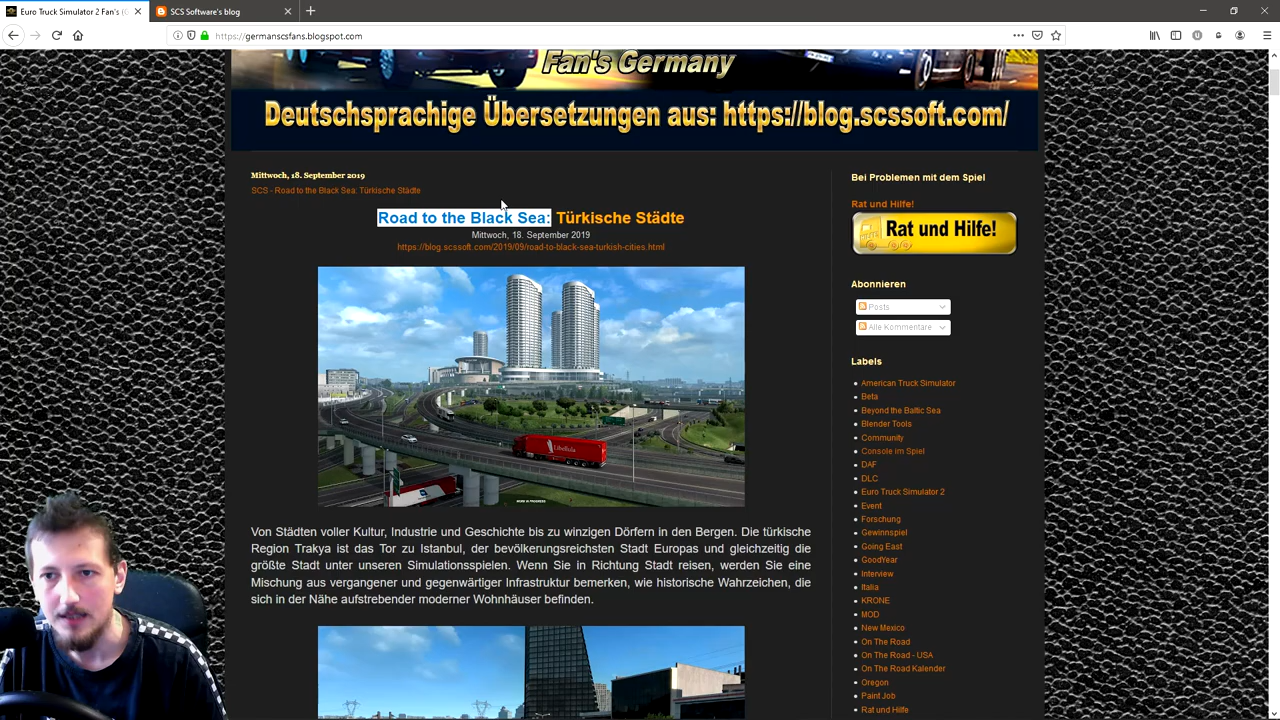 Euro Truck Simulator 2 Fan's (G
SCS Software's blog
https://germanscsfans.blogspot.com
Fan's Germany
Deutschsprachige Übersetzungen aus: https://blog.scssoft.com/
Mittwoch, 18. September 2019
SCS - Road to the Black Sea: Türkische Städte
Road to the Black Sea: Türkische Städte
Mittwoch, 18. September 2019
https://blog.scssoft.com/2019/09/road-to-black-sea-turkish-cities.html
WORK IN PROGRESS
Von Städten voller Kultur, Industrie und Geschichte bis zu winzigen Dörfern in den Bergen. Die türkische
Region Trakya ist das Tor zu Istanbul, der bevölkerungsreichsten Stadt Europas und gleichzeitig die
größte Stadt unter unseren Simulationsspielen. Wenn Sie in Richtung Stadt reisen, werden Sie eine
Mischung aus vergangener und gegenwärtiger Infrastruktur bemerken, wie historische Wahrzeichen, die
sich in der Nähe aufstrebender moderner Wohnhäuser befinden.
Bei Problemen mit dem Spiel
Rat und Hilfe!
Rat und Hilfe!
Abonnieren
Posts
Alle Kommentare
Labels
American Truck Simulator
Beta
Beyond the Baltic Sea
Blender Tools
Community
Console im Spiel
DAF
DLC
Euro Truck Simulator 2
Event
Forschung
Gewinnspiel
Going East
GoodYear
Interview
Italia
KRONE
MOD
New Mexico
On The Road
On The Road - USA
On The Road Kalender
Oregon
Paint Job
Rat und Hilfe